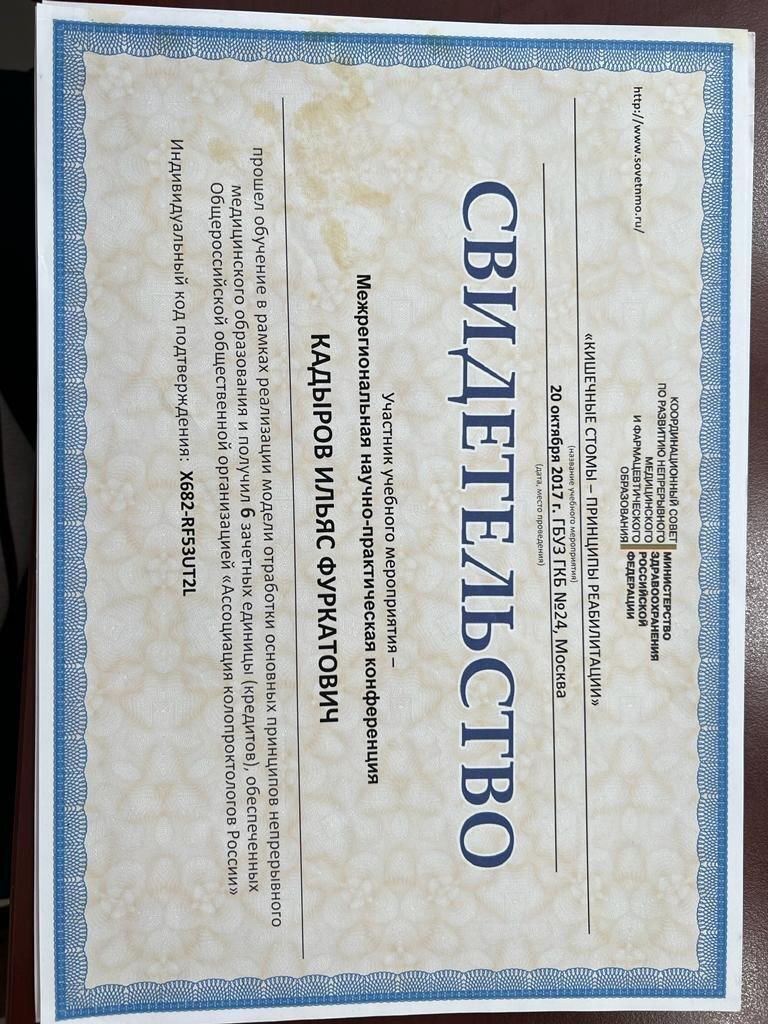 КООРДИНАЦИОННЫЙ СОВЕТ
ПО РАЗВИТИЮ НЕПРЕРЫВНОГО
МЕДИЦИНСКОГО
И ФАРМАЦЕВТИЧЕСКОГО
ОБРАЗОВАНИЯ
МИНИСТЕРСТВО
ЗДРАВООХРАНЕНИЯ
РОССИЙСКОЙ
ФЕДЕРАЦИИ
http://www.sovetnmo.ru/
«КИШЕЧНЫЕ СТОМЫ – ПРИНЦИПЫ РЕАБИЛИТАЦИИ»
(название учебного мероприятия)
20 октября 2017 г. ГБУЗ ГКБ №24, Москва
(дата, место проведения)
СВИДЕТЕЛЬСТВО
Участник учебного мероприятия –
Межрегиональная научно-практическая конференция
КАДЫРОВ ИЛЬЯС ФУРКАТОВИЧ
прошел обучение в рамках реализации модели отработки основных принципов непрерывного
медицинского образования и получил 6 зачетных единицы (кредитов), обеспеченных
Общероссийской общественной организацией «Ассоциация колопроктологов России»
Индивидуальный код подтверждения: X682-RF53UT2L